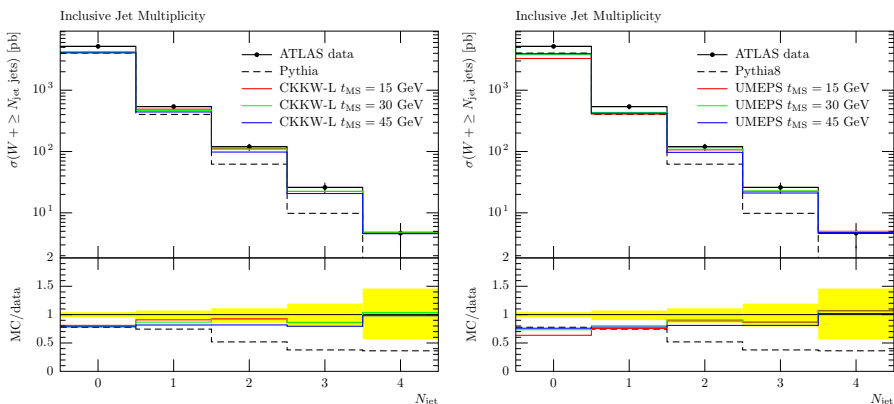 Inclusive Jet Multiplicity
σ(W + ≥ N_jet jets) [pb]
10^3
10^2
10^1
ATLAS data
Pythia
CKKW-L t_MS = 15 GeV
CKKW-L t_MS = 30 GeV
CKKW-L t_MS = 45 GeV
MC/data
2
1.5
1
0.5
0
0 1 2 3 4
N_jet
Inclusive Jet Multiplicity
σ(W + ≥ N_jet jets) [pb]
10^3
10^2
10^1
ATLAS data
Pythia8
UMEPS t_MS = 15 GeV
UMEPS t_MS = 30 GeV
UMEPS t_MS = 45 GeV
MC/data
2
1.5
1
0.5
0
0 1 2 3 4
N_jet